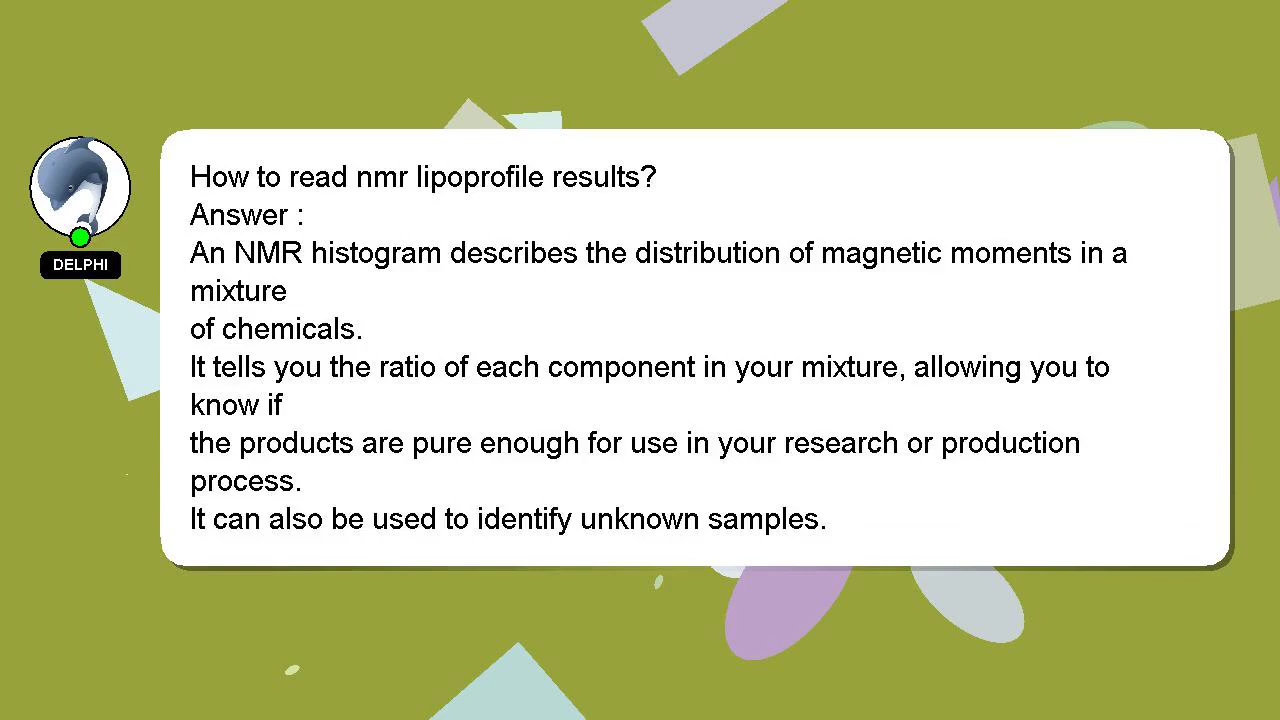 DELPHI
How to read nmr lipoprofile results?
Answer :
An NMR histogram describes the distribution of magnetic moments in a
mixture
of chemicals.
It tells you the ratio of each component in your mixture, allowing you to
know if
the products are pure enough for use in your research or production
process.
It can also be used to identify unknown samples.